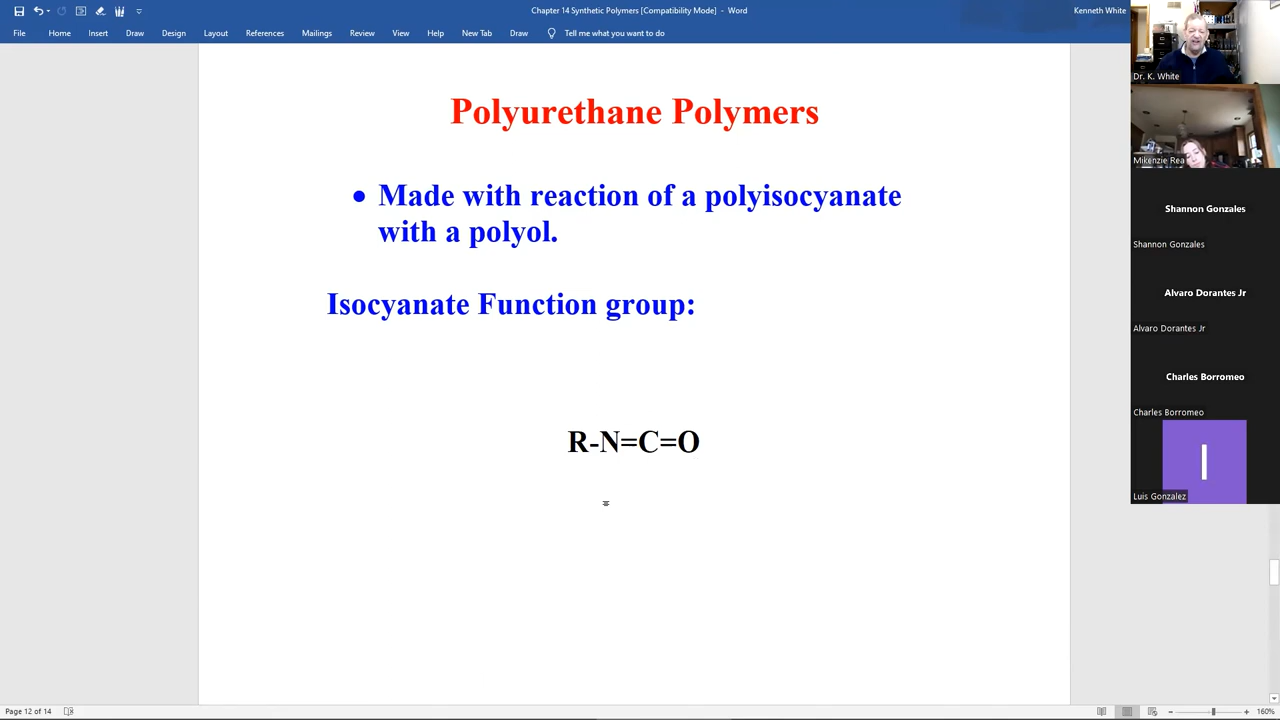 Chapter 14 Synthetic Polymers [Compatibility Mode] - Word
Kenneth White
File Home Insert Draw Design Layout References Mailings Review View Help New Tab Draw Tell me what you want to do
Polyurethane Polymers
• Made with reaction of a polyisocyanate
with a polyol.
Isocyanate Function group:
R-N=C=O
Dr. K. White
Mikenzie Rea
Shannon Gonzales
Shannon Gonzales
Alvaro Dorantes Jr
Alvaro Dorantes Jr
Charles Borromeo
Charles Borromeo
I
Luis Gonzalez
Page 12 of 14
160%